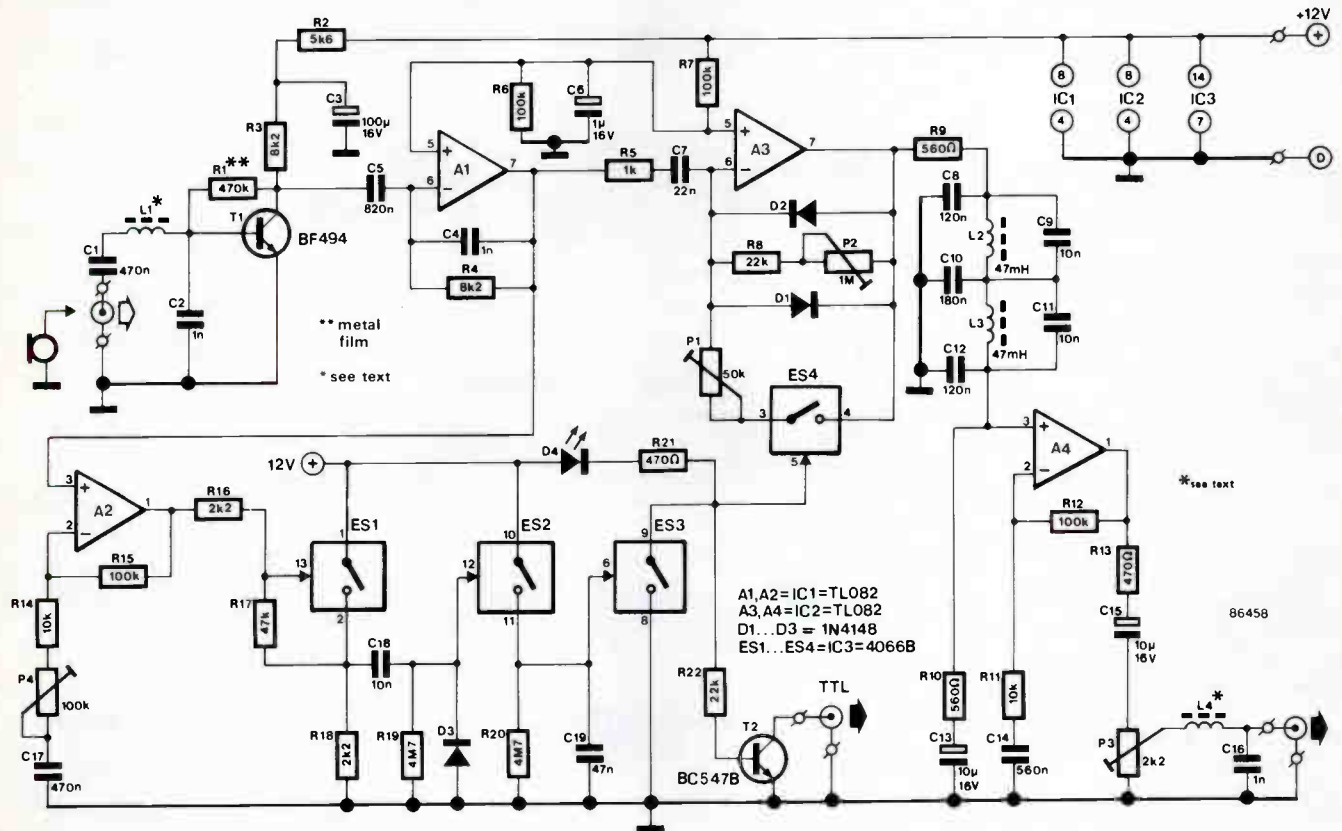 R2
5k6
+12V
+
R7
100k
8
8
14
IC1
IC2
IC3
4
4
7
D
C3
100µ
16V
R3
8k2
R6
100k
C6
1µ
16V
5
+
A1
7
6
−
5
+
A3
7
6
−
R9
560Ω
R1**
470k
L1*
T1
BF494
C5
820n
R5
1k
C7
22n
C4
1n
R4
8k2
C1
470n
C2
1n
** metal
film
* see text
D2
R8
22k
P2
1M
D1
P1
50k
ES4
3
4
5
C8
120n
L2
47mH
C9
10n
C10
180n
L3
47mH
C11
10n
C12
120n
3
+
A4
1
2
−
*see text
R12
100k
R13
470Ω
C15
10µ
16V
86458
3
+
A2
1
2
−
R15
100k
R16
2k2
12V
+
D4
R21
470Ω
ES1
1
13
2
ES2
10
12
11
ES3
9
6
8
R14
10k
R17
47k
P4
100k
C17
470n
C18
10n
R18
2k2
R19
4M7
D3
R20
4M7
C19
47n
A1,A2=IC1=TL082
A3,A4=IC2=TL082
D1...D3 = 1N4148
ES1...ES4=IC3=4066B
R22
22k
TTL
T2
BC547B
R10
560Ω
C13
10µ
16V
R11
10k
C14
560n
P3
2k2
L4*
C16
1n